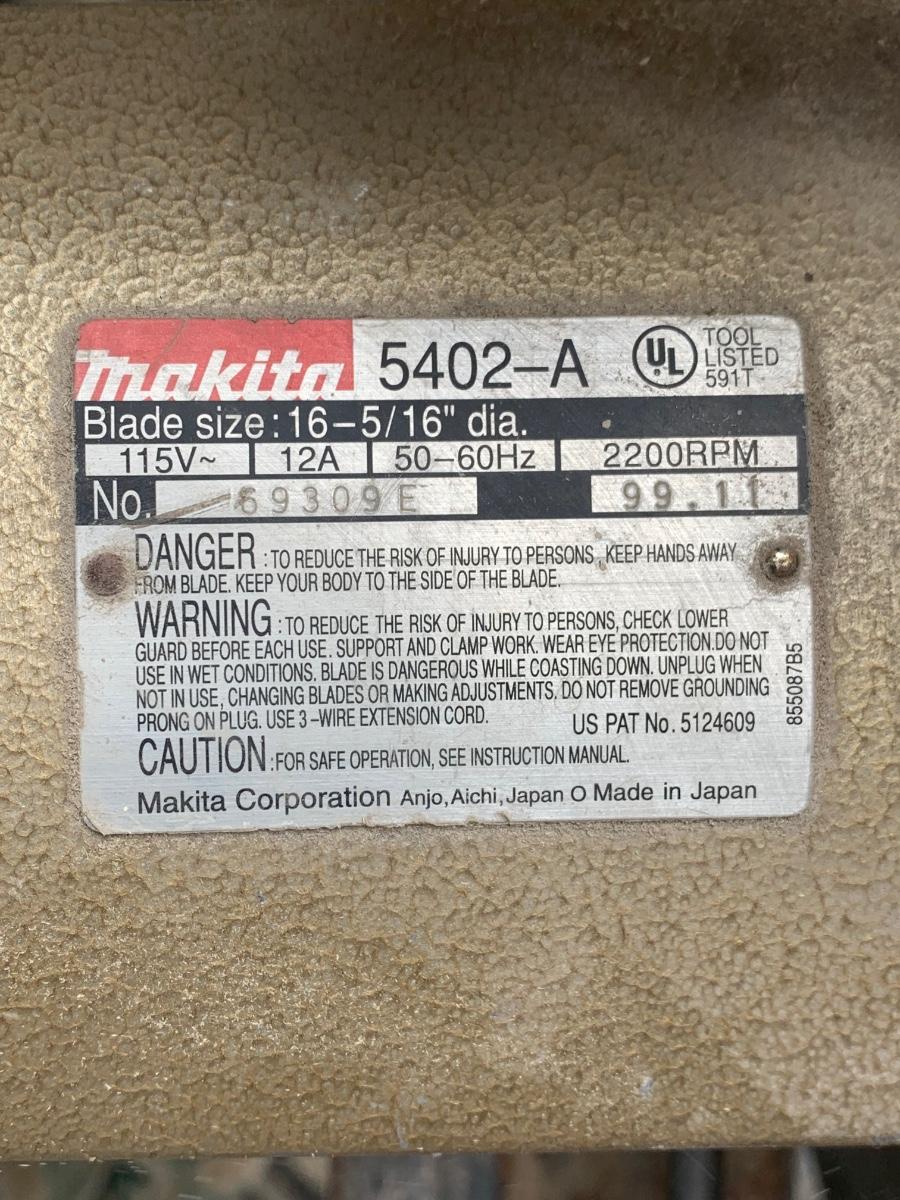 makita 5402-A UL TOOL
LISTED
591T
Blade size: 16-5/16" dia.
115V~ 12A 50-60Hz 2200RPM
No. 69309E 99.11
DANGER : TO REDUCE THE RISK OF INJURY TO PERSONS, KEEP HANDS AWAY
FROM BLADE. KEEP YOUR BODY TO THE SIDE OF THE BLADE.
WARNING : TO REDUCE THE RISK OF INJURY TO PERSONS, CHECK LOWER
GUARD BEFORE EACH USE. SUPPORT AND CLAMP WORK. WEAR EYE PROTECTION.DO NOT
USE IN WET CONDITIONS. BLADE IS DANGEROUS WHILE COASTING DOWN. UNPLUG WHEN
NOT IN USE, CHANGING BLADES OR MAKING ADJUSTMENTS. DO NOT REMOVE GROUNDING
PRONG ON PLUG. USE 3-WIRE EXTENSION CORD. US PAT No. 5124609
CAUTION : FOR SAFE OPERATION, SEE INSTRUCTION MANUAL.
Makita Corporation Anjo, Aichi, Japan O Made in Japan
855087B5